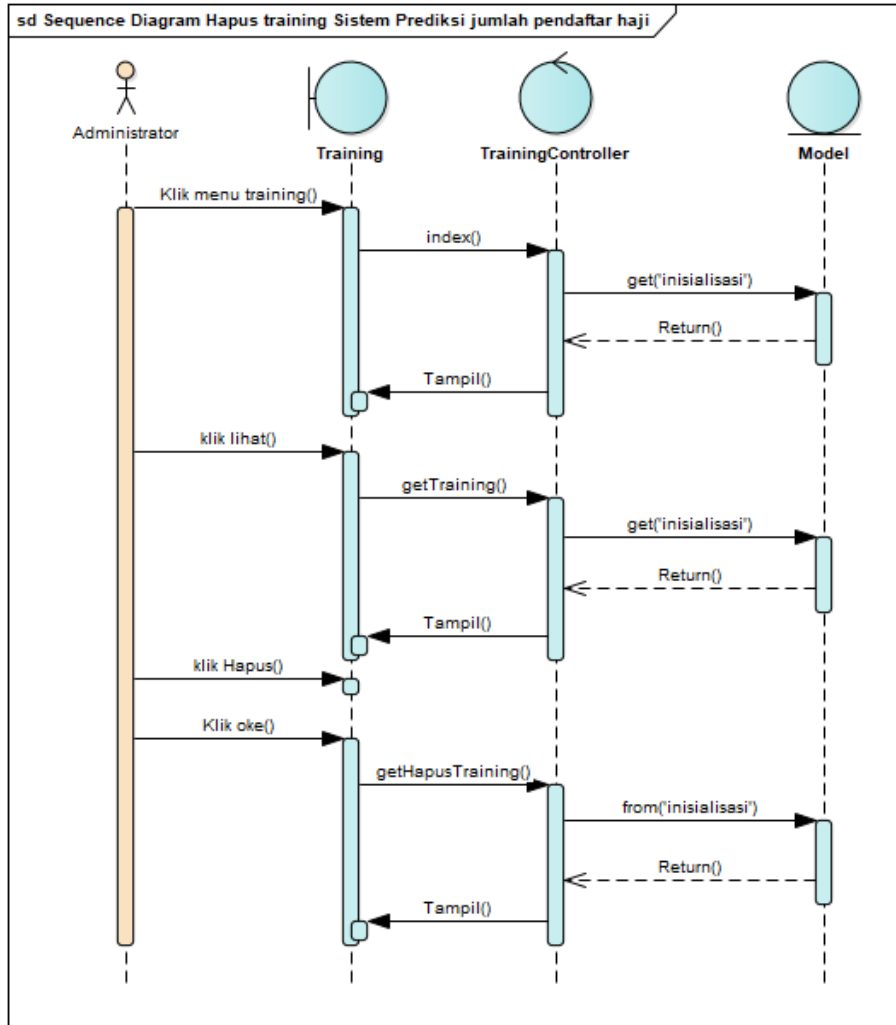 sd Sequence Diagram Hapus training Sistem Prediksi jumlah pendaftar haji
Administrator
Training
TrainingController
Model
Klik menu training()
index()
get('inisialisasi')
Return()
Tampil()
klik lihat()
getTraining()
get('inisialisasi')
Return()
Tampil()
klik Hapus()
Klik oke()
getHapusTraining()
from('inisialisasi')
Return()
Tampil()